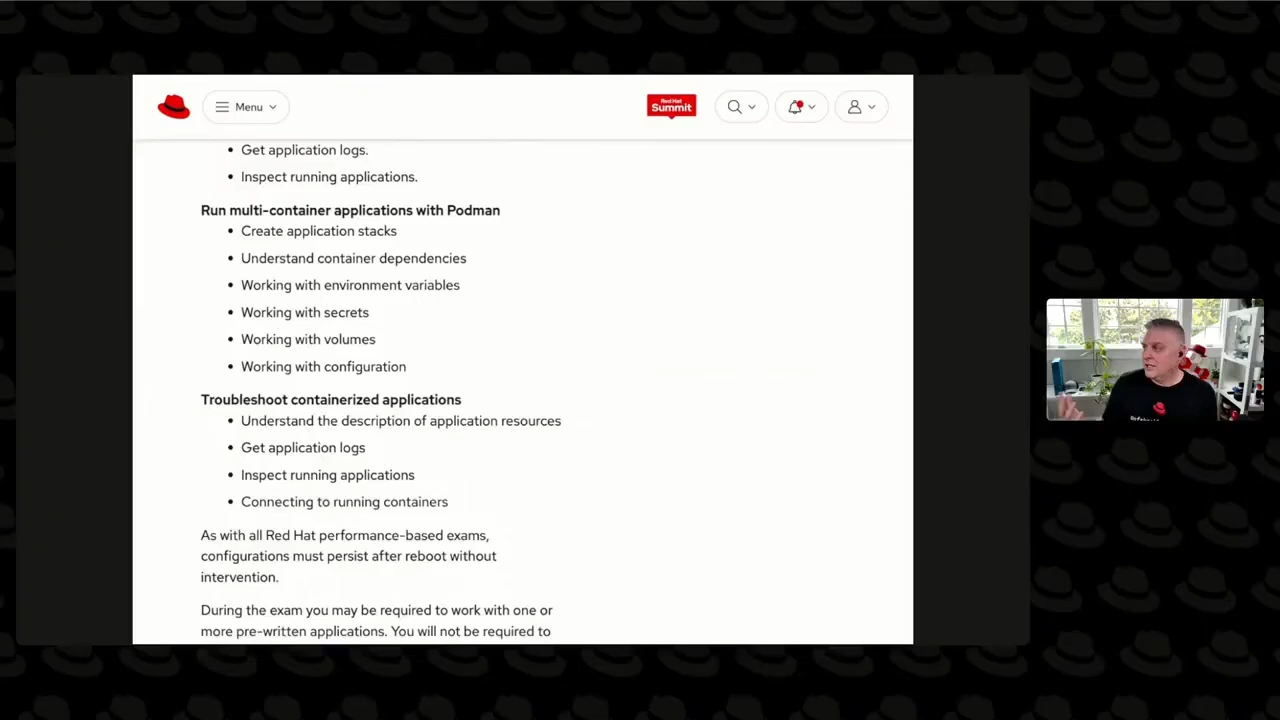 Menu
Red Hat
Summit
Get application logs.
Inspect running applications.
Run multi-container applications with Podman
Create application stacks
Understand container dependencies
Working with environment variables
Working with secrets
Working with volumes
Working with configuration
Troubleshoot containerized applications
Understand the description of application resources
Get application logs
Inspect running applications
Connecting to running containers
As with all Red Hat performance-based exams,
configurations must persist after reboot without
intervention.
During the exam you may be required to work with one or
more pre-written applications. You will not be required to